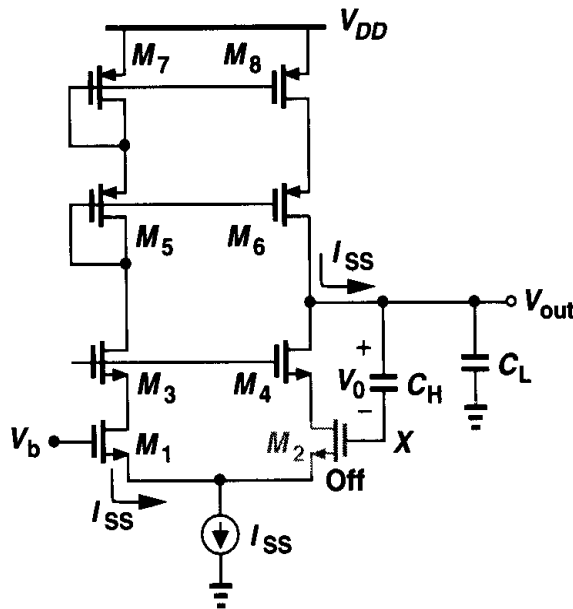 V_DD
M_7
M_8
M_5
M_6
I_SS
V_out
+
M_3
M_4
V_0
C_H
C_L
−
V_b
M_1
M_2
X
Off
I_SS
I_SS